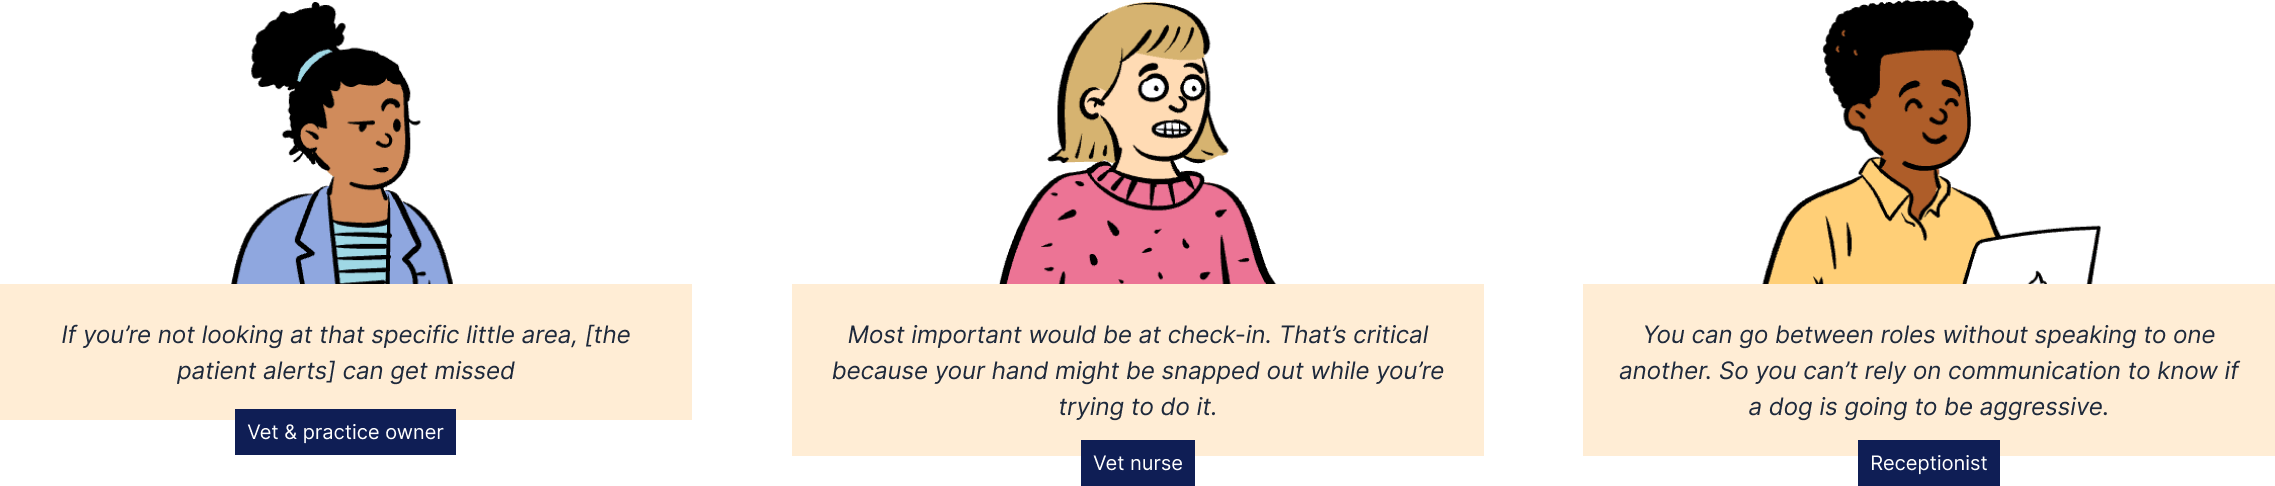 If you’re not looking at that specific little area, [the
patient alerts] can get missed
Vet & practice owner
Most important would be at check-in. That’s critical
because your hand might be snapped out while you’re
trying to do it.
Vet nurse
You can go between roles without speaking to one
another. So you can’t rely on communication to know if
a dog is going to be aggressive.
Receptionist